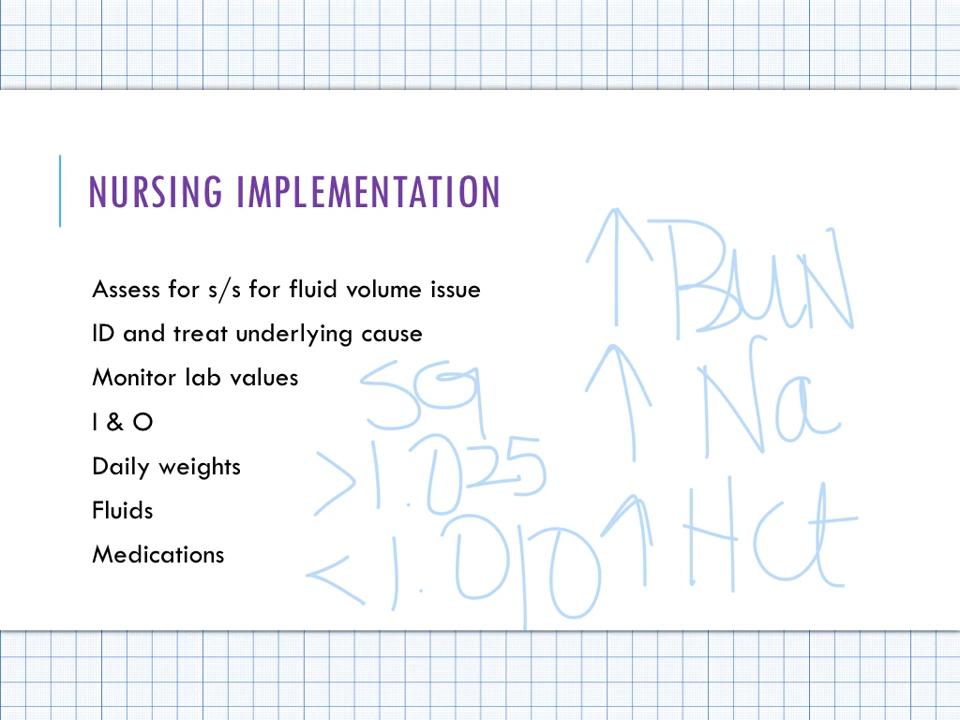 NURSING IMPLEMENTATION
Assess for s/s for fluid volume issue
ID and treat underlying cause
Monitor lab values
I & O
Daily weights
Fluids
Medications
SG
>1.025
<1.010
↑ BUN
↑ Na
↑ Hct